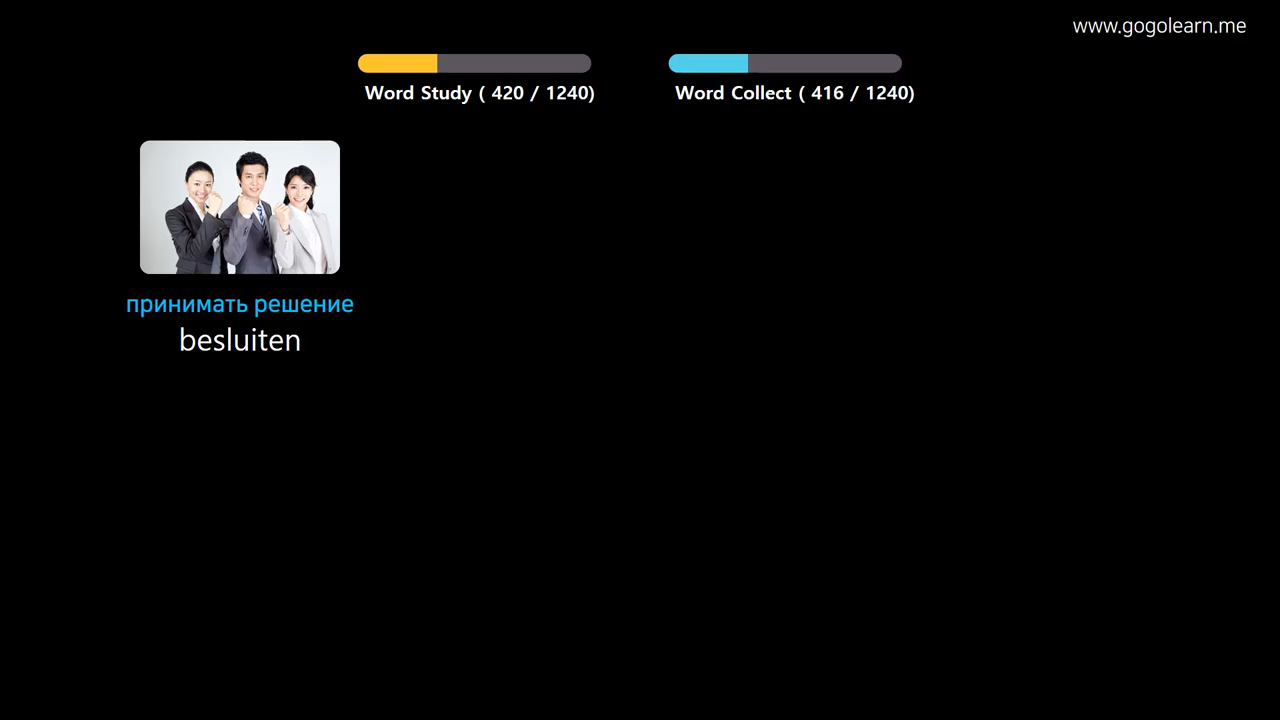 www.gogolearn.me
Word Study ( 420 / 1240)
Word Collect ( 416 / 1240)
принимать решение
besluiten